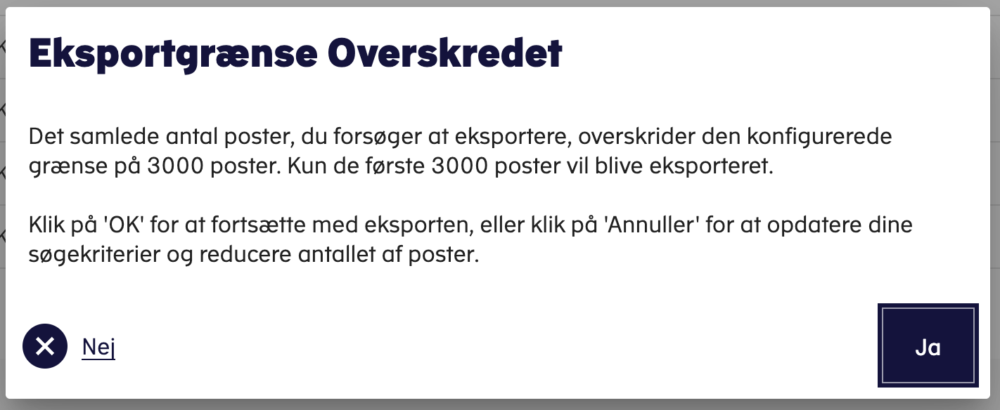 Eksportgrænse Overskredet
Det samlede antal poster, du forsøger at eksportere, overskrider den konfigurerede
grænse på 3000 poster. Kun de første 3000 poster vil blive eksporteret.
Klik på 'OK' for at fortsætte med eksporten, eller klik på 'Annuller' for at opdatere dine
søgekriterier og reducere antallet af poster.
Nej
Ja